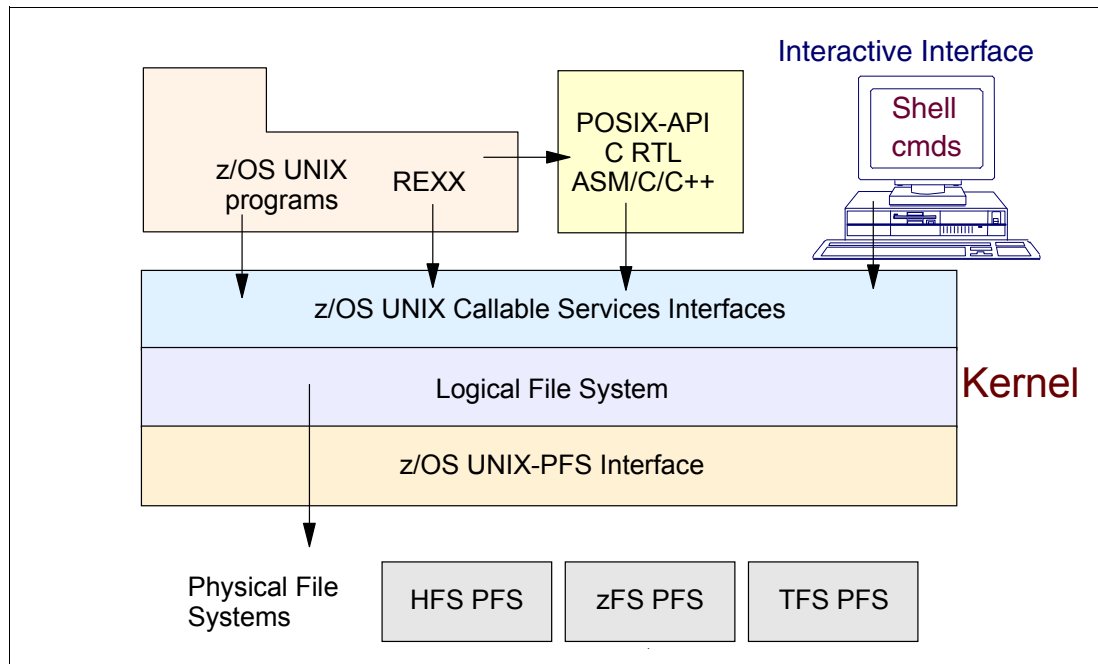 Interactive Interface
Shell
cmds
POSIX-API
C RTL
ASM/C/C++
z/OS UNIX
programs
REXX
z/OS UNIX Callable Services Interfaces
Logical File System
Kernel
z/OS UNIX-PFS Interface
Physical File
Systems
HFS PFS
zFS PFS
TFS PFS